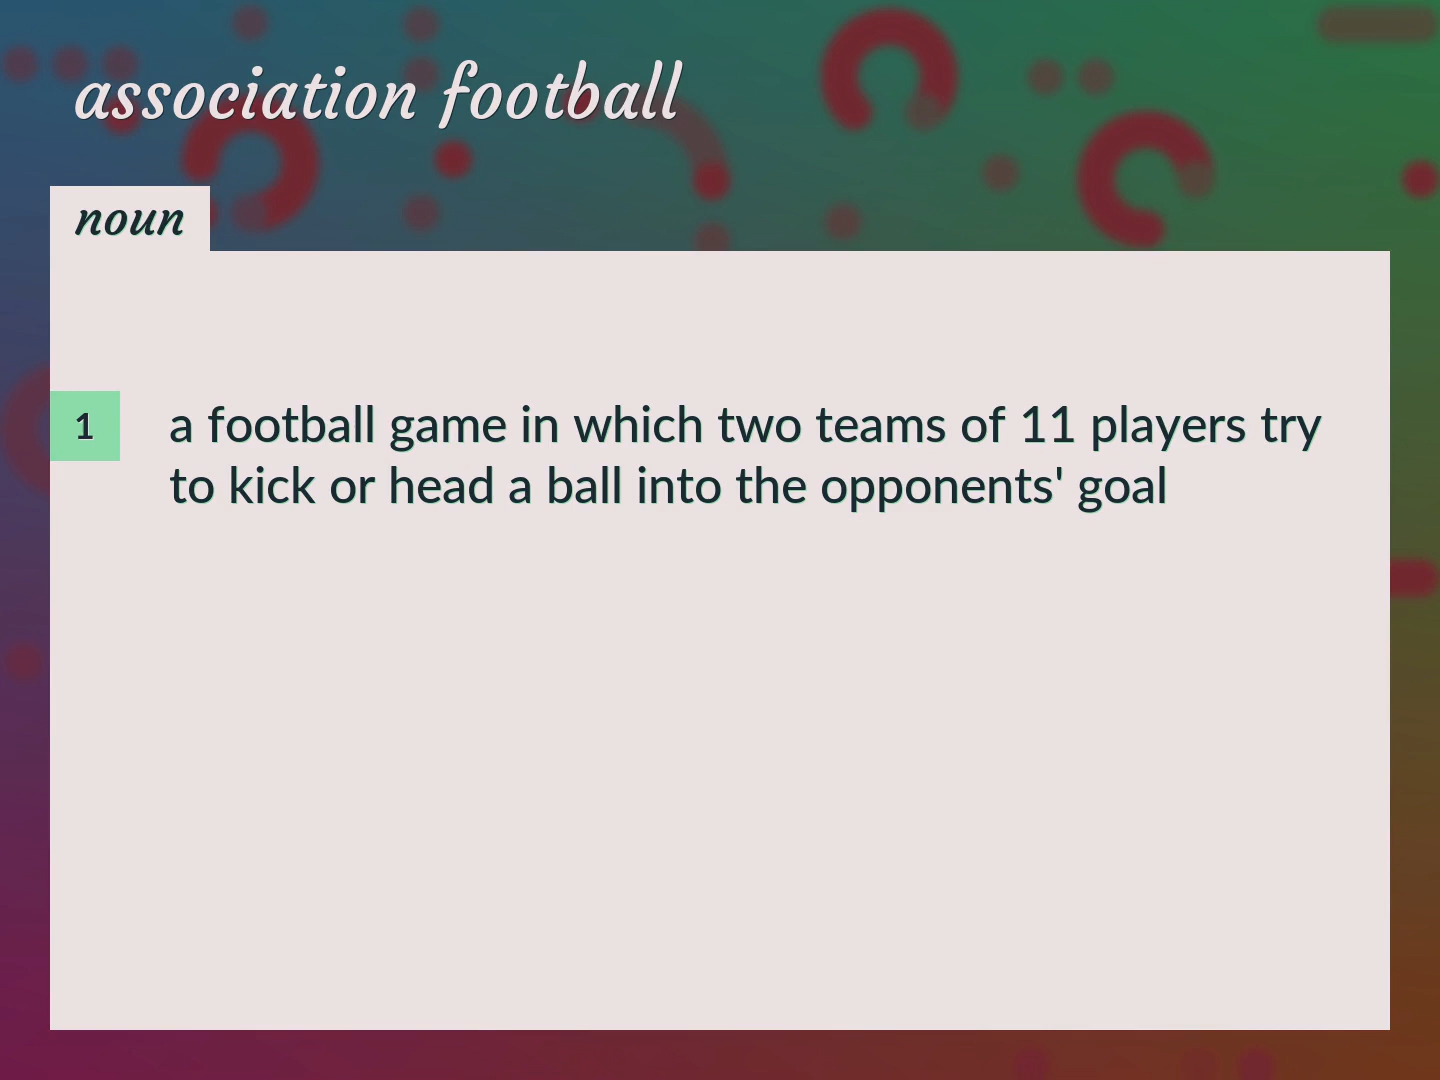 association football
noun
1
a football game in which two teams of 11 players try
to kick or head a ball into the opponents' goal